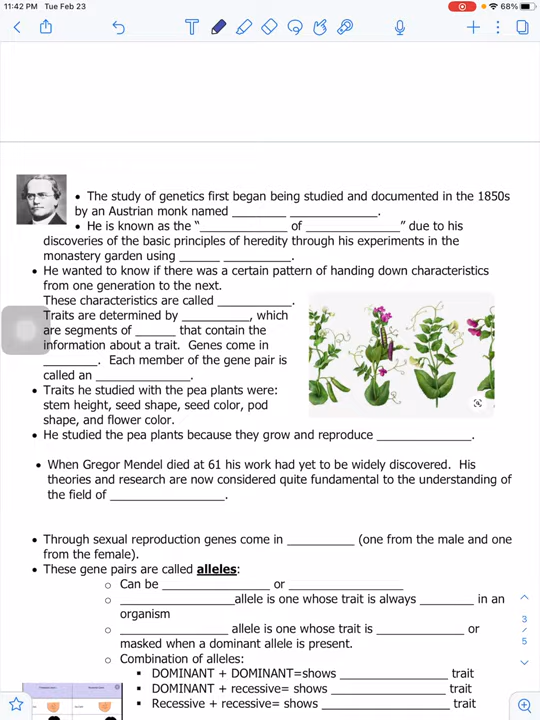 11:42 PM Tue Feb 23
68%
T
• The study of genetics first began being studied and documented in the 1850s
by an Austrian monk named ________ _____________.
• He is known as the “_____________ of ______________” due to his
discoveries of the basic principles of heredity through his experiments in the
monastery garden using ______ __________.
• He wanted to know if there was a certain pattern of handing down characteristics
from one generation to the next.
These characteristics are called ___________.
Traits are determined by __________, which
are segments of ______ that contain the
information about a trait. Genes come in
________. Each member of the gene pair is
called an ______________.
• Traits he studied with the pea plants were:
stem height, seed shape, seed color, pod
shape, and flower color.
• He studied the pea plants because they grow and reproduce ______________.
• When Gregor Mendel died at 61 his work had yet to be widely discovered. His
theories and research are now considered quite fundamental to the understanding of
the field of _________________.
• Through sexual reproduction genes come in __________ (one from the male and one
from the female).
• These gene pairs are called alleles:
o Can be ________________ or _________________
o _________________allele is one whose trait is always ________ in an
organism
o ________________ allele is one whose trait is _____________ or
masked when a dominant allele is present.
o Combination of alleles:
▪ DOMINANT + DOMINANT=shows _________________ trait
▪ DOMINANT + recessive= shows _________________ trait
▪ Recessive + recessive= shows ___________________ trait
3
/
5